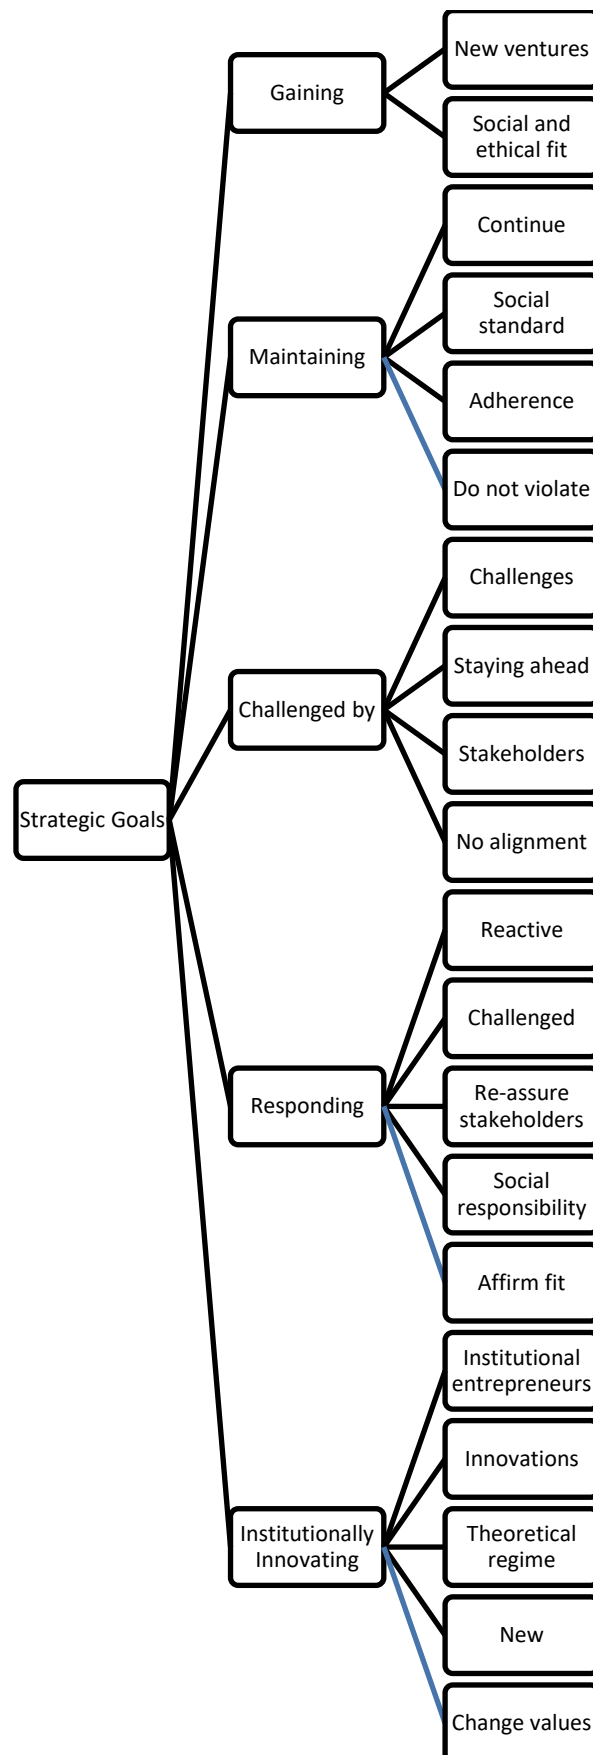 Strategic Goals
Gaining
New ventures
Social and
ethical fit
Maintaining
Continue
Social
standard
Adherence
Do not violate
Challenged by
Challenges
Staying ahead
Stakeholders
No alignment
Responding
Reactive
Challenged
Re-assure
stakeholders
Social
responsibility
Affirm fit
Institutionally
Innovating
Institutional
entrepreneurs
Innovations
Theoretical
regime
New
Change values